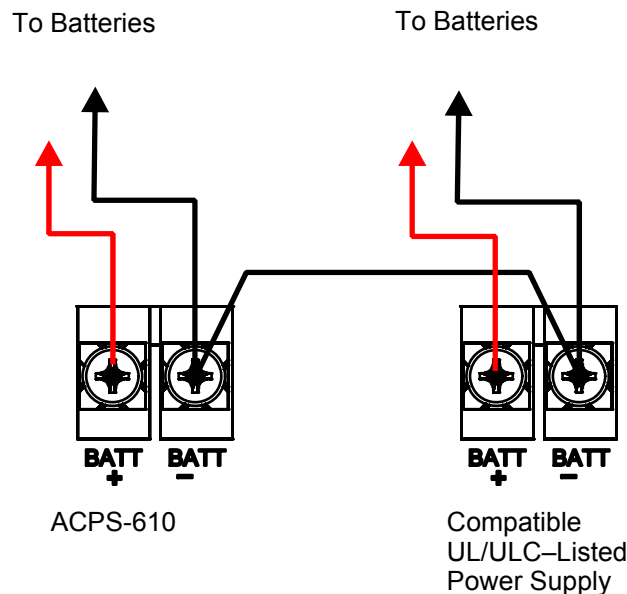 To Batteries
To Batteries
BATT
+
BATT
−
BATT
+
BATT
−
ACPS-610
Compatible
UL/ULC–Listed
Power Supply